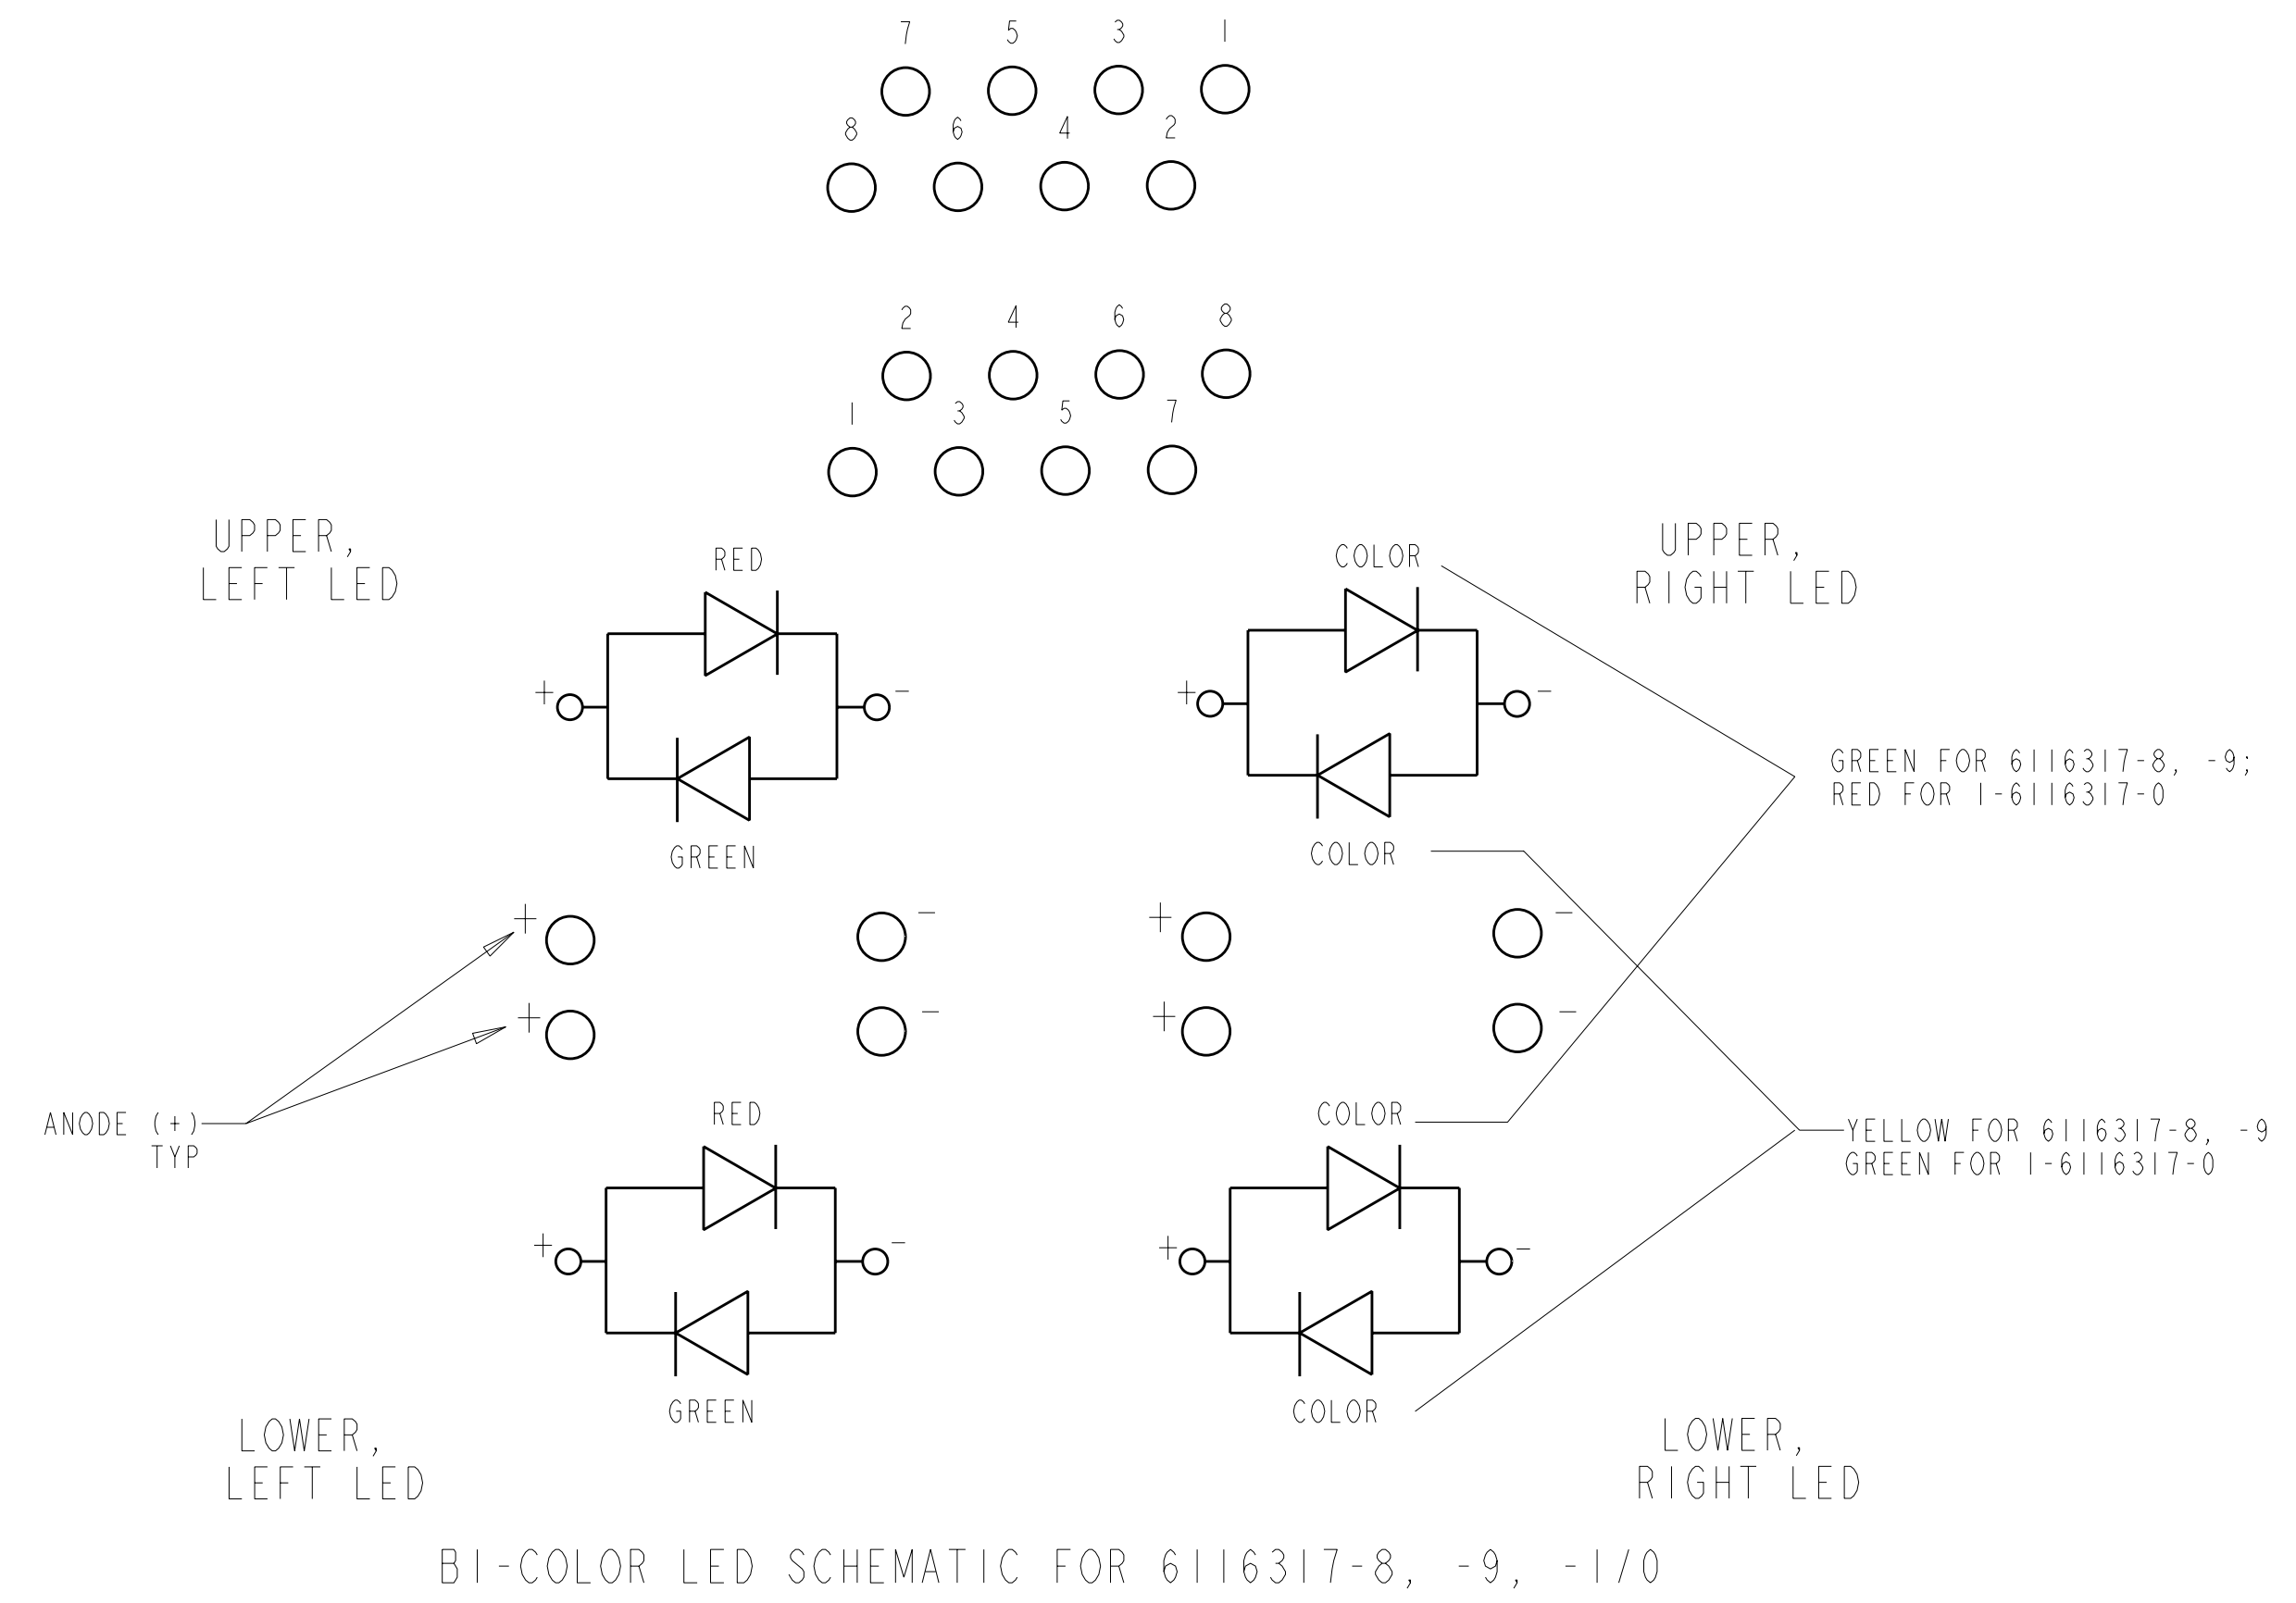 7 5 3 1
8 6 4 2
2 4 6 8
1 3 5 7
UPPER,
LEFT LED
RED
COLOR
UPPER,
RIGHT LED
+ -
+ -
GREEN
COLOR
GREEN FOR 6116317-8, -9;
RED FOR 1-6116317-0
+ - + -
+ - + -
ANODE (+)
TYP
RED
COLOR
YELLOW FOR 6116317-8, -9
GREEN FOR 1-6116317-0
+ -
+ -
GREEN
COLOR
LOWER,
LEFT LED
LOWER,
RIGHT LED
BI-COLOR LED SCHEMATIC FOR 6116317-8, -9, -1/0